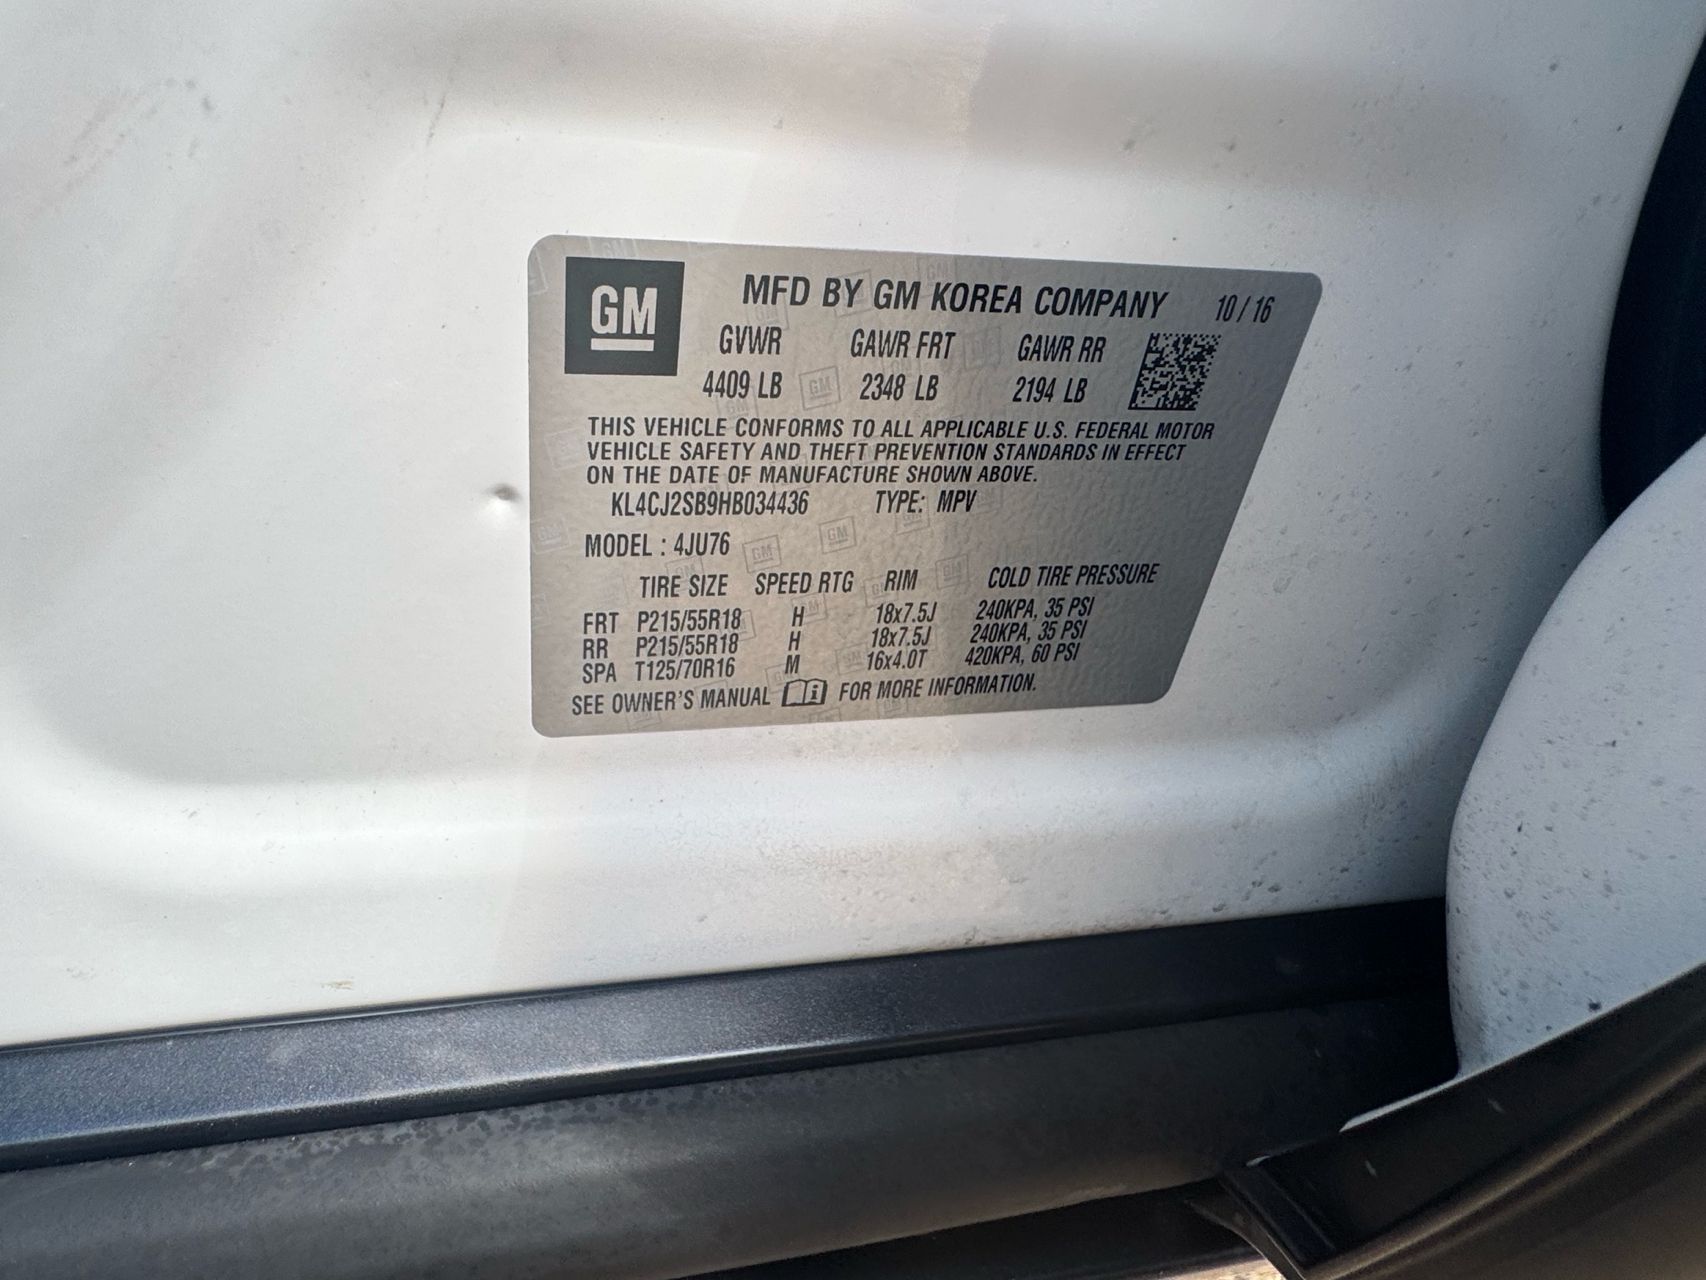 GM MFD BY GM KOREA COMPANY 10 / 16
GVWR GAWR FRT GAWR RR
4409 LB 2348 LB 2194 LB
THIS VEHICLE CONFORMS TO ALL APPLICABLE U.S. FEDERAL MOTOR
VEHICLE SAFETY AND THEFT PREVENTION STANDARDS IN EFFECT
ON THE DATE OF MANUFACTURE SHOWN ABOVE.
KL4CJ2SB9HB034436 TYPE: MPV
MODEL : 4JU76
TIRE SIZE SPEED RTG RIM COLD TIRE PRESSURE
FRT P215/55R18 H 18x7.5J 240KPA, 35 PSI
RR P215/55R18 H 18x7.5J 240KPA, 35 PSI
SPA T125/70R16 M 16x4.0T 420KPA, 60 PSI
SEE OWNER'S MANUAL FOR MORE INFORMATION.